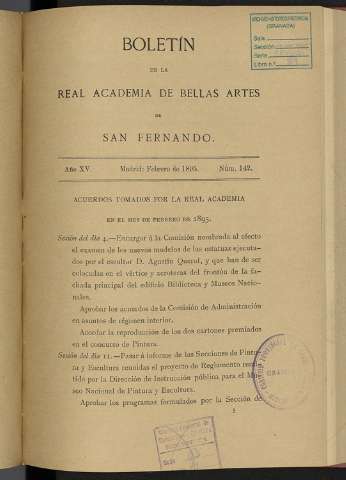 BOLETÍN
DE LA
REAL ACADEMIA DE BELLAS ARTES
DE
SAN FERNANDO.
Año XV. Madrid: Febrero de 1895. Núm. 142.
ACUERDOS TOMADOS POR LA REAL ACADEMIA
EN EL MES DE FEBRERO DE 1895.
Sesión del día 4.—Encargar á la Comisión nombrada al efecto
el examen de los nuevos modelos de las estatuas ejecuta-
dos por el escultor D. Agustín Querol, y que han de ser
colocadas en el vértice y acroteras del frontón de la fa-
chada principal del edificio Biblioteca y Museos Nacio-
nales.
Aprobar los acuerdos de la Comisión de Administración
en asuntos de régimen interior.
Acordar la reproducción de los dos cartones premiados
en el concurso de Pintura.
Sesión del día 11.—Pasar á informe de las Secciones de Pintu-
ra y Escultura reunidas el proyecto de Reglamento remi-
tido por la Dirección de Instrucción pública para el Mu-
seo Nacional de Pintura y Escultura.
Aprobar los programas formulados por la Sección de
(GRANADA)
Sala
Sección
Serie
Libro n.º